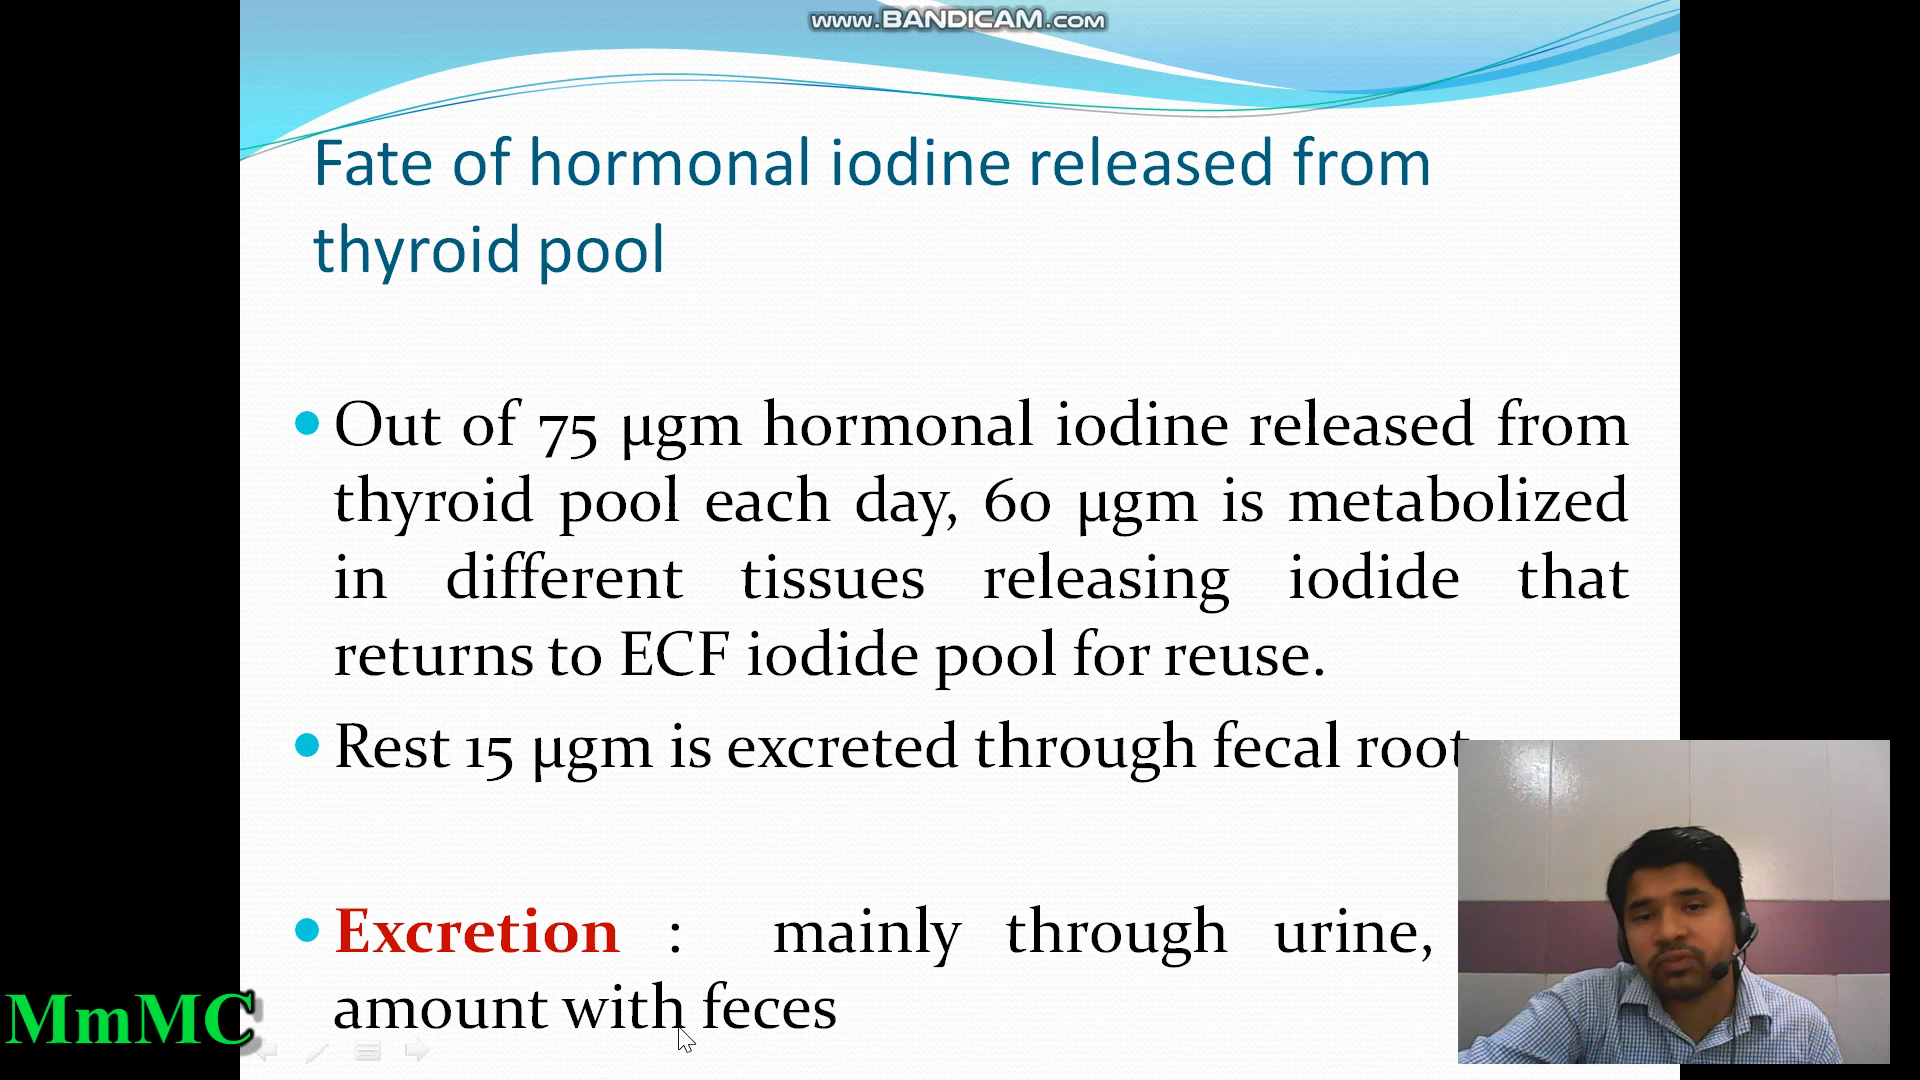 www.BANDICAM.com
Fate of hormonal iodine released from
thyroid pool
• Out of 75 µgm hormonal iodine released from
thyroid pool each day, 60 µgm is metabolized
in different tissues releasing iodide that
returns to ECF iodide pool for reuse.
• Rest 15 µgm is excreted through fecal root
• Excretion : mainly through urine,
amount with feces
MmMC